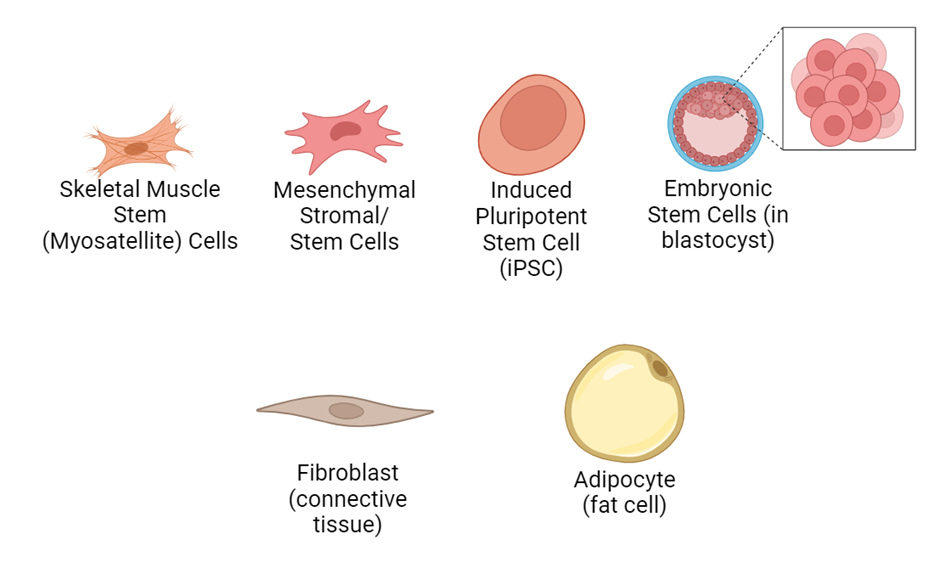 Skeletal Muscle
Stem
(Myosatellite) Cells
Mesenchymal
Stromal/
Stem Cells
Induced
Pluripotent
Stem Cell
(iPSC)
Embryonic
Stem Cells (in
blastocyst)
Fibroblast
(connective
tissue)
Adipocyte
(fat cell)